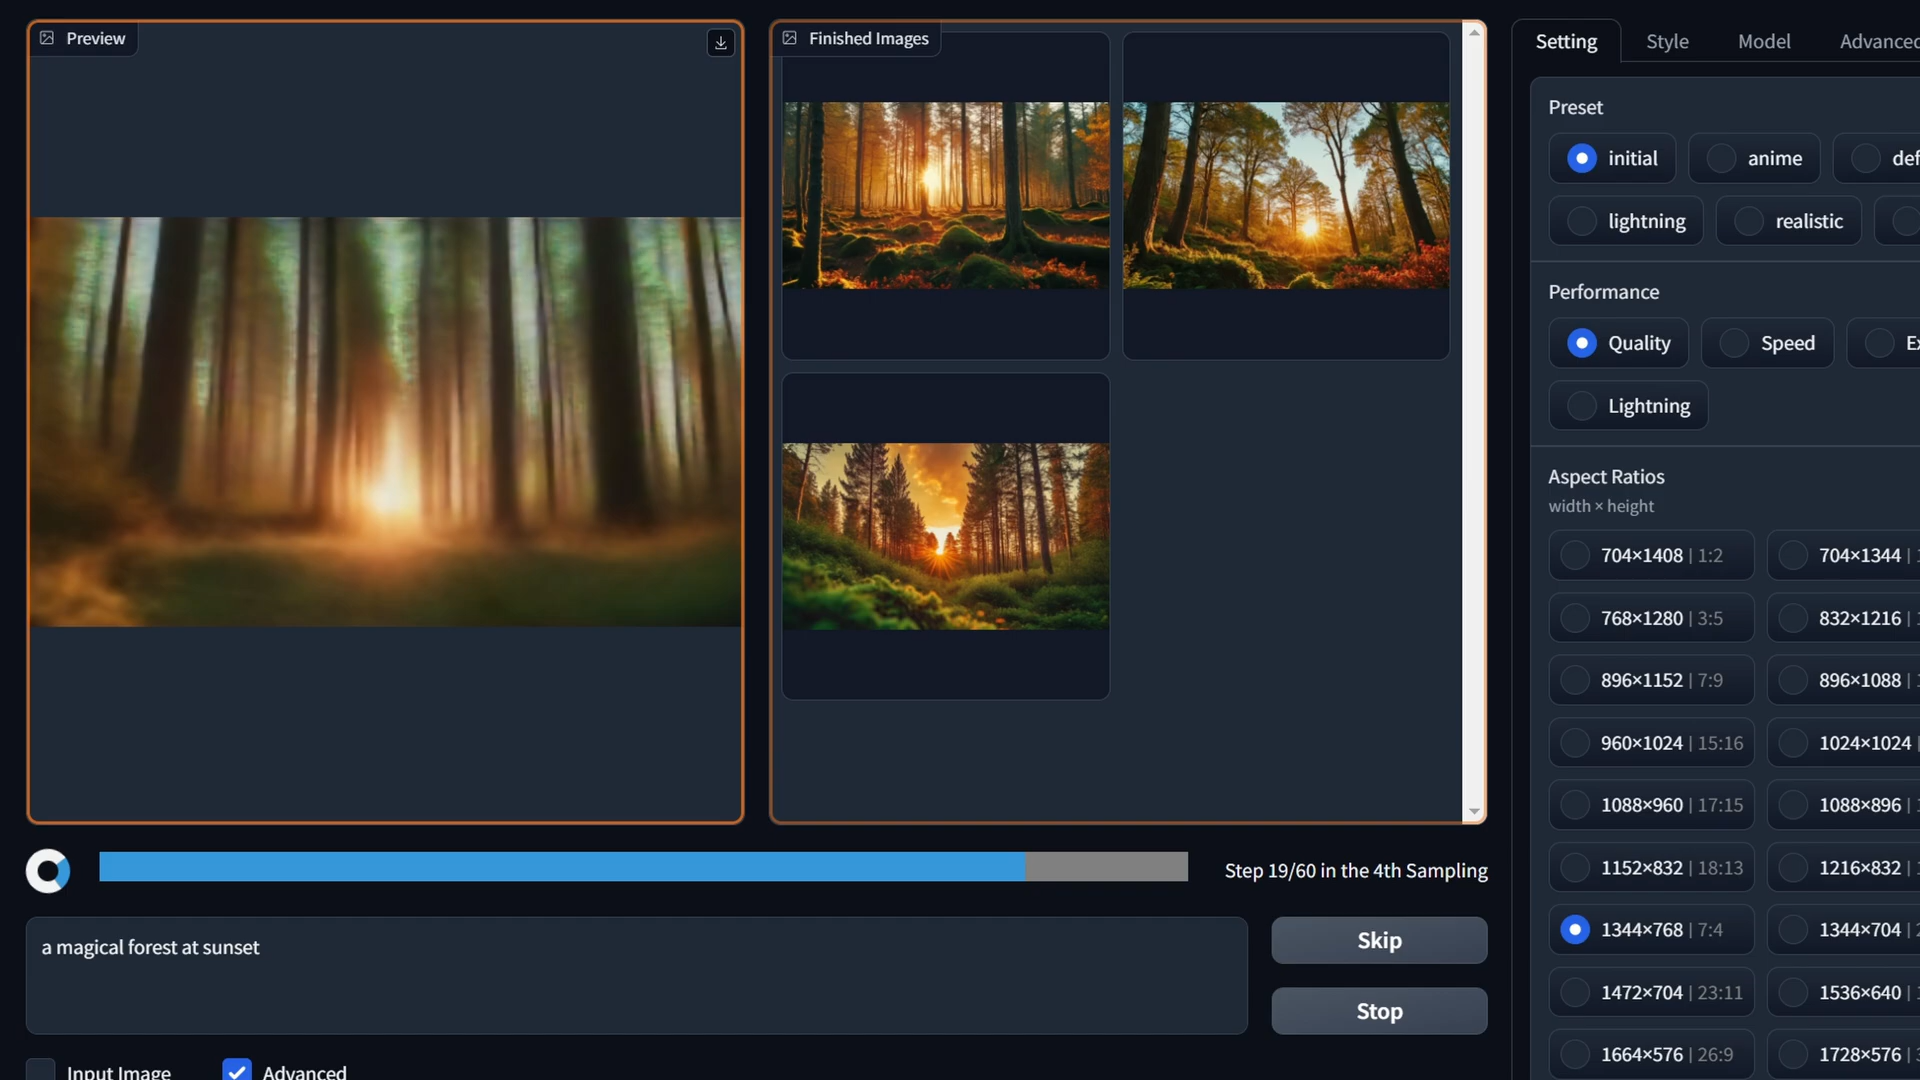 Preview
Finished Images
Setting Style Model Advanced
Preset
initial anime
lightning realistic
Performance
Quality Speed
Lightning
Aspect Ratios
width × height
704×1408 | 1:2 704×1344 |
768×1280 | 3:5 832×1216 |
896×1152 | 7:9 896×1088 |
960×1024 | 15:16 1024×1024 |
1088×960 | 17:15 1088×896 |
1152×832 | 18:13 1216×832 |
1344×768 | 7:4 1344×704 |
1472×704 | 23:11 1536×640 |
1664×576 | 26:9 1728×576 |
Step 19/60 in the 4th Sampling
a magical forest at sunset
Skip
Stop
Input Image Advanced